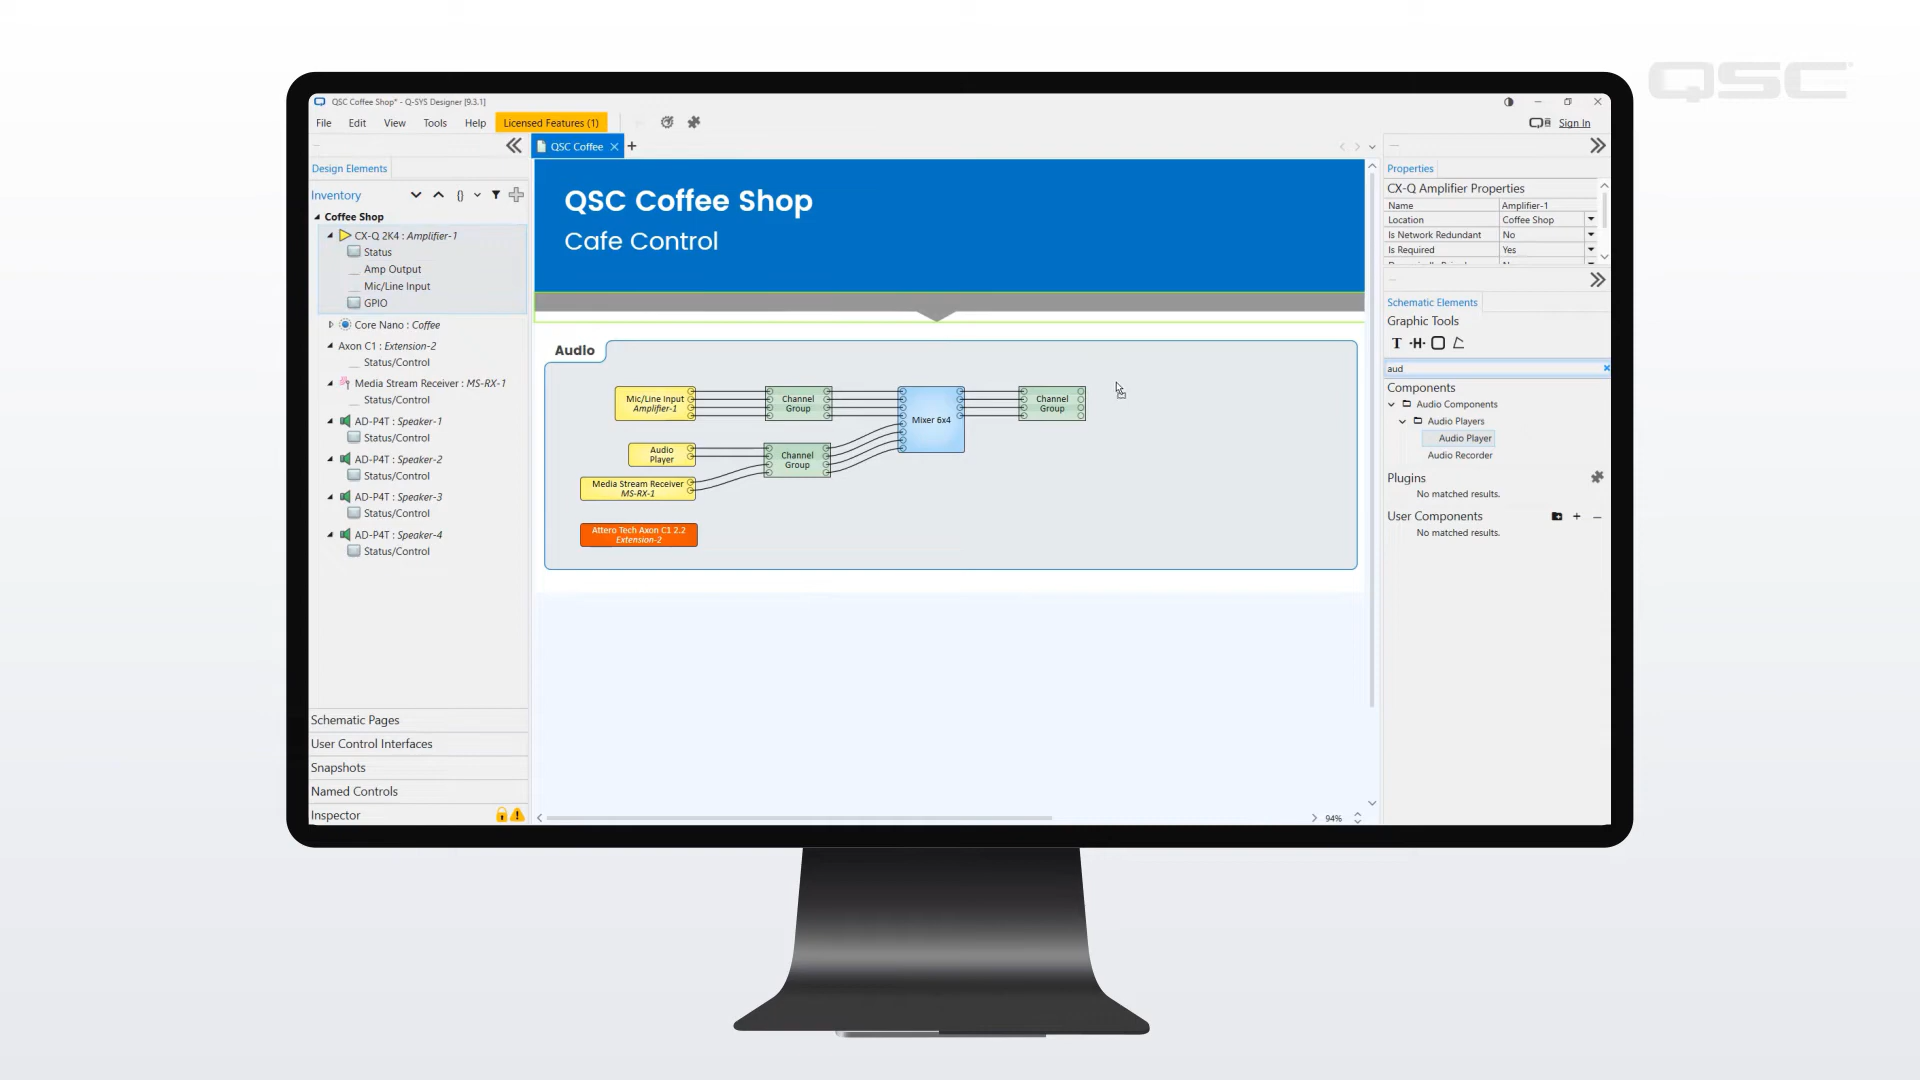 QSC
QSC Coffee Shop* - Q-SYS Designer [9.3.1]
File Edit View Tools Help Licensed Features (1) Sign In
QSC Coffee
Design Elements
Inventory
Coffee Shop
CX-Q 2K4 : Amplifier-1
Status
Amp Output
Mic/Line Input
GPIO
Core Nano : Coffee
Axon C1 : Extension-2
Status/Control
Media Stream Receiver : MS-RX-1
Status/Control
AD-P4T : Speaker-1
Status/Control
AD-P4T : Speaker-2
Status/Control
AD-P4T : Speaker-3
Status/Control
AD-P4T : Speaker-4
Status/Control
Schematic Pages
User Control Interfaces
Snapshots
Named Controls
Inspector
QSC Coffee Shop
Cafe Control
Audio
Mic/Line Input
Amplifier-1
Channel
Group
Mixer 6x4
Channel
Group
Audio
Player
Channel
Group
Media Stream Receiver
MS-RX-1
Attero Tech Axon C1 2.2
Extension-2
94%
Properties
CX-Q Amplifier Properties
Name Amplifier-1
Location Coffee Shop
Is Network Redundant No
Is Required Yes
Schematic Elements
Graphic Tools
T H
aud
Components
Audio Components
Audio Players
Audio Player
Audio Recorder
Plugins
No matched results.
User Components
No matched results.